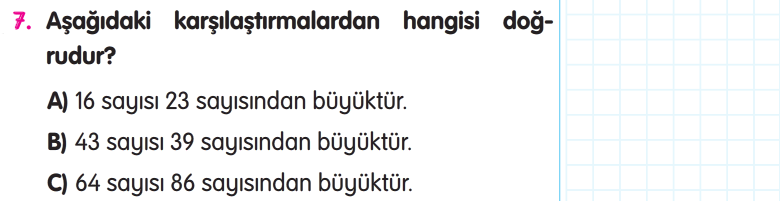 7. Aşağıdaki karşılaştırmalardan hangisi doğ-
rudur?
A) 16 sayısı 23 sayısından büyüktür.
B) 43 sayısı 39 sayısından büyüktür.
C) 64 sayısı 86 sayısından büyüktür.